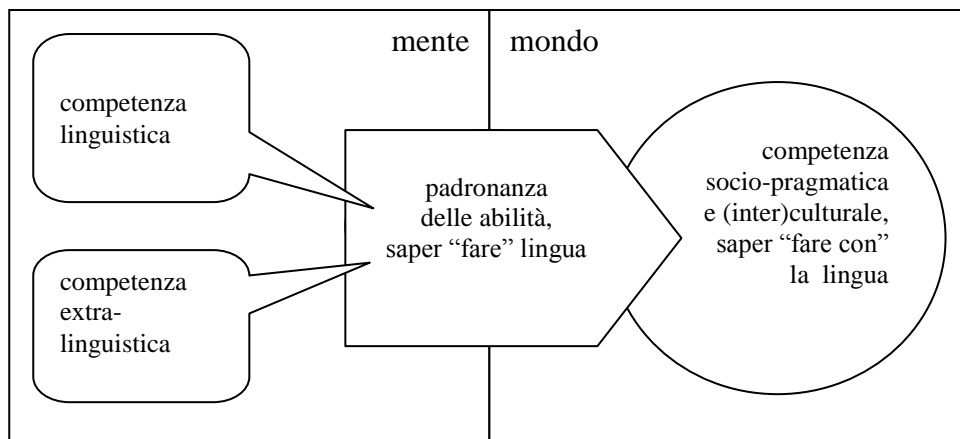 mente
mondo
competenza
linguistica
competenza
extra-
linguistica
padronanza
delle abilità,
saper “fare” lingua
competenza
socio-pragmatica
e (inter)culturale,
saper “fare con”
la lingua